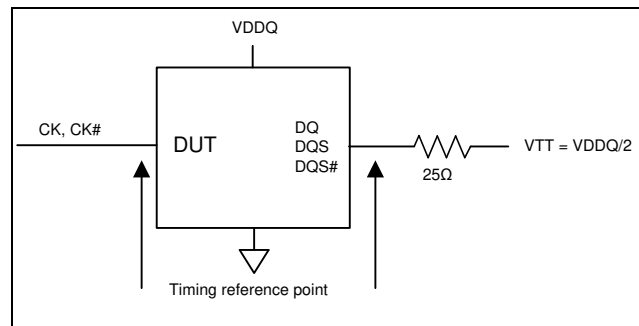 VDDQ
CK, CK#
DUT
DQ
DQS
DQS#
VTT = VDDQ/2
25Ω
Timing reference point